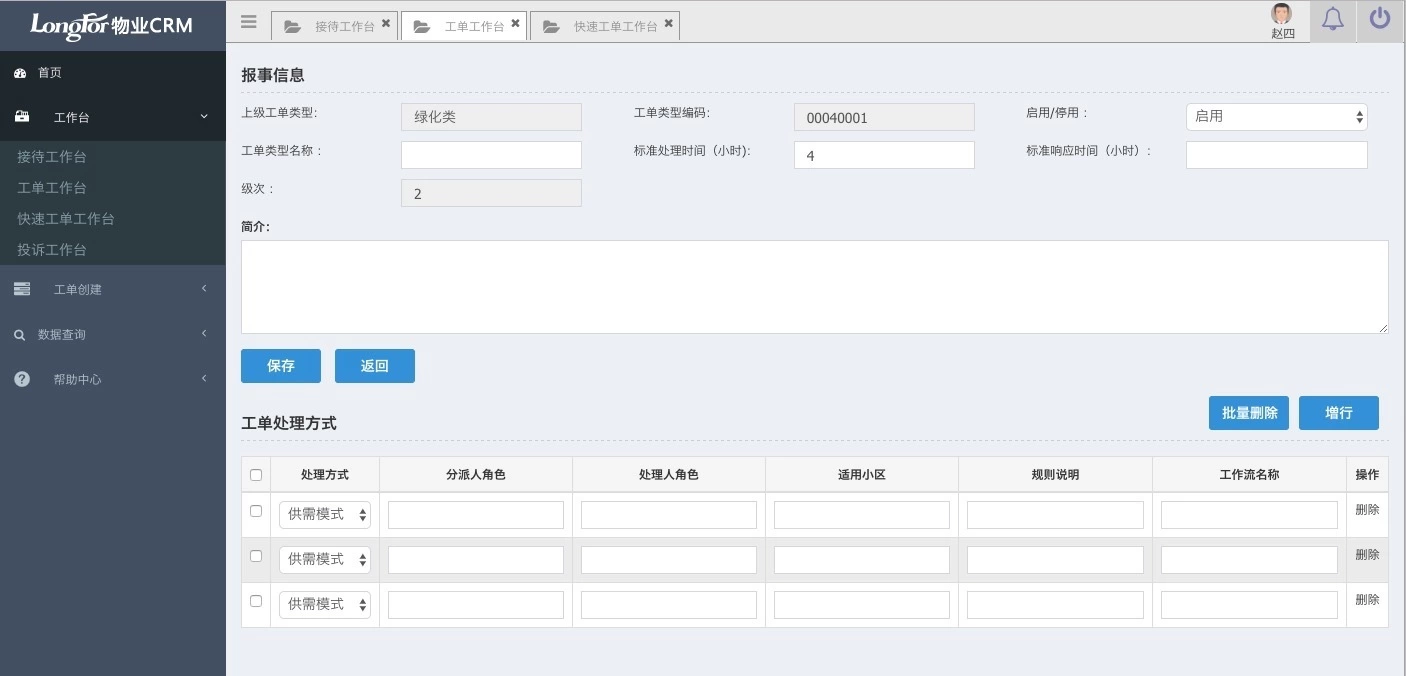 LongFor 物业CRM
接待工作台 ✖ 工单工作台 ✖ 快速工单工作台 ✖
赵四
首页
工作台
接待工作台
工单工作台
快速工单工作台
投诉工作台
工单创建
数据查询
帮助中心
报事信息
上级工单类型: 绿化类 工单类型编码: 00040001 启用/停用： 启用
工单类型名称： 标准处理时间（小时): 4 标准响应时间（小时）:
级次： 2
简介:
保存 返回
工单处理方式 批量删除 增行
处理方式 分派人角色 处理人角色 适用小区 规则说明 工作流名称 操作
供需模式 删除
供需模式 删除
供需模式 删除